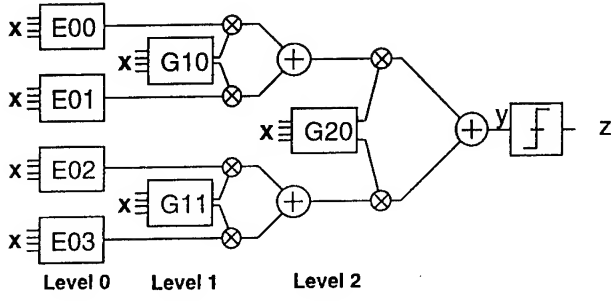 x E00
x G10
x E01
x G20
y
z
x E02
x G11
x E03
Level 0 Level 1 Level 2